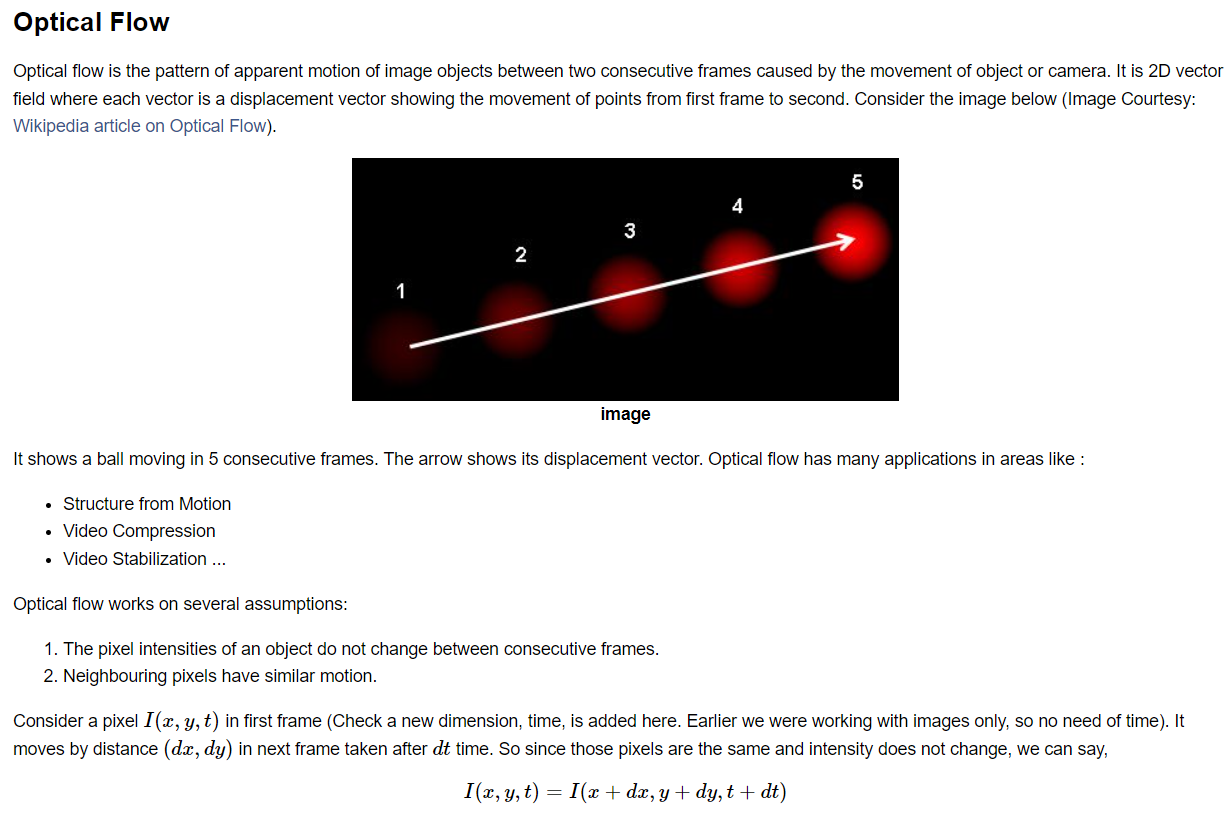 Optical Flow
Optical flow is the pattern of apparent motion of image objects between two consecutive frames caused by the movement of object or camera. It is 2D vector
field where each vector is a displacement vector showing the movement of points from first frame to second. Consider the image below (Image Courtesy:
Wikipedia article on Optical Flow).
5
4
3
2
1
image
It shows a ball moving in 5 consecutive frames. The arrow shows its displacement vector. Optical flow has many applications in areas like :
• Structure from Motion
• Video Compression
• Video Stabilization ...
Optical flow works on several assumptions:
1. The pixel intensities of an object do not change between consecutive frames.
2. Neighbouring pixels have similar motion.
Consider a pixel I(x, y, t) in first frame (Check a new dimension, time, is added here. Earlier we were working with images only, so no need of time). It
moves by distance (dx, dy) in next frame taken after dt time. So since those pixels are the same and intensity does not change, we can say,
I(x, y, t) = I(x + dx, y + dy, t + dt)